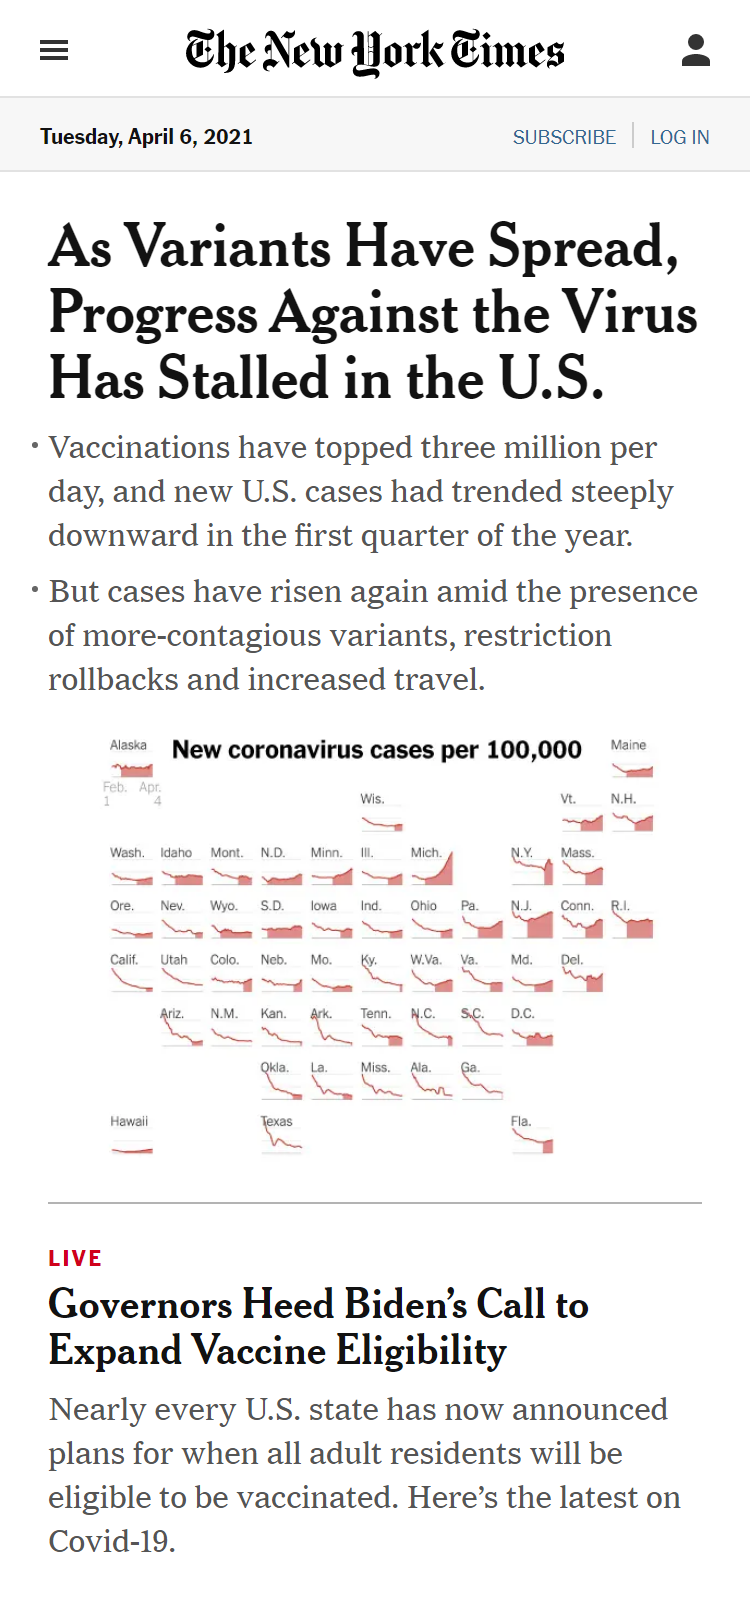 The New York Times
Tuesday, April 6, 2021
SUBSCRIBE
LOG IN
As Variants Have Spread,
Progress Against the Virus
Has Stalled in the U.S.
• Vaccinations have topped three million per
day, and new U.S. cases had trended steeply
downward in the first quarter of the year.
• But cases have risen again amid the presence
of more-contagious variants, restriction
rollbacks and increased travel.
New coronavirus cases per 100,000
Alaska Maine
Feb. Apr.
1 4
Wis. Vt. N.H.
Wash. Idaho Mont. N.D. Minn. Ill. Mich. N.Y. Mass.
Ore. Nev. Wyo. S.D. Iowa Ind. Ohio Pa. N.J. Conn. R.I.
Calif. Utah Colo. Neb. Mo. Ky. W.Va. Va. Md. Del.
Ariz. N.M. Kan. Ark. Tenn. N.C. S.C. D.C.
Okla. La. Miss. Ala. Ga.
Hawaii Texas Fla.
LIVE
Governors Heed Biden’s Call to
Expand Vaccine Eligibility
Nearly every U.S. state has now announced
plans for when all adult residents will be
eligible to be vaccinated. Here’s the latest on
Covid-19.